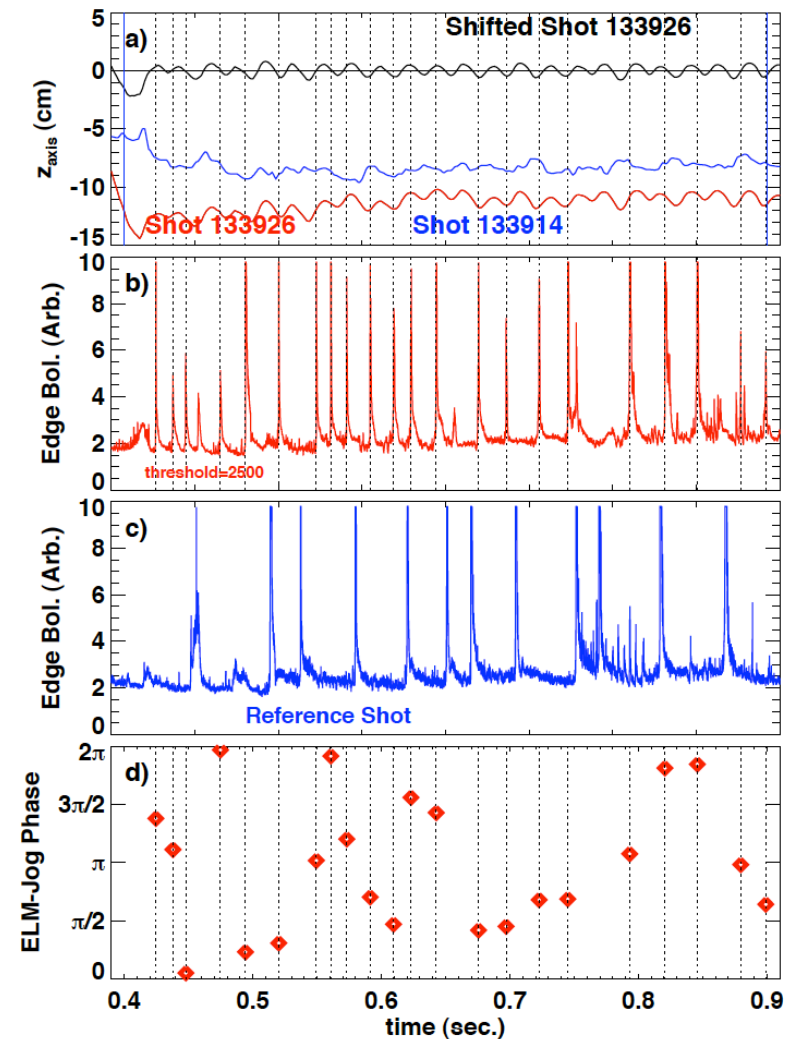 a)
Shifted Shot 133926
5
0
-5
-10
-15
z_axis (cm)
Shot 133926
Shot 133914
b)
10
8
6
4
2
0
Edge Bol. (Arb.)
threshold=2500
c)
10
8
6
4
2
0
Edge Bol. (Arb.)
Reference Shot
d)
2π
3π/2
π
π/2
0
ELM-Jog Phase
0.4 0.5 0.6 0.7 0.8 0.9
time (sec.)